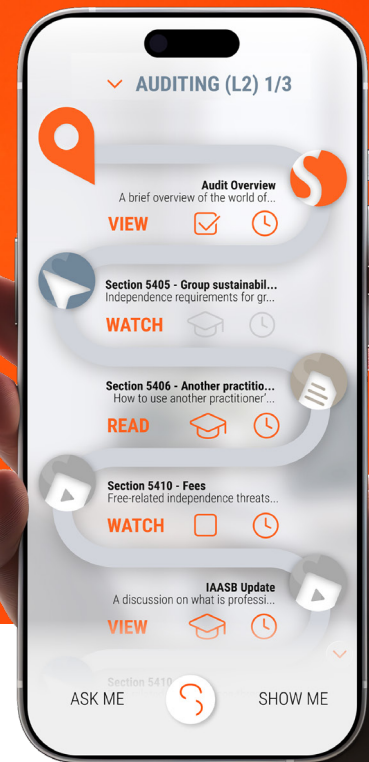 AUDITING (L2) 1/3
Audit Overview
A brief overview of the world of...
VIEW
Section 5405 - Group sustainabil...
Independence requirements for gr...
WATCH
Section 5406 - Another practitio...
How to use another practitioner'...
READ
Section 5410 - Fees
Free-related independence threats...
WATCH
IAASB Update
A discussion on what is professi...
VIEW
Section 5410
ASK ME
SHOW ME